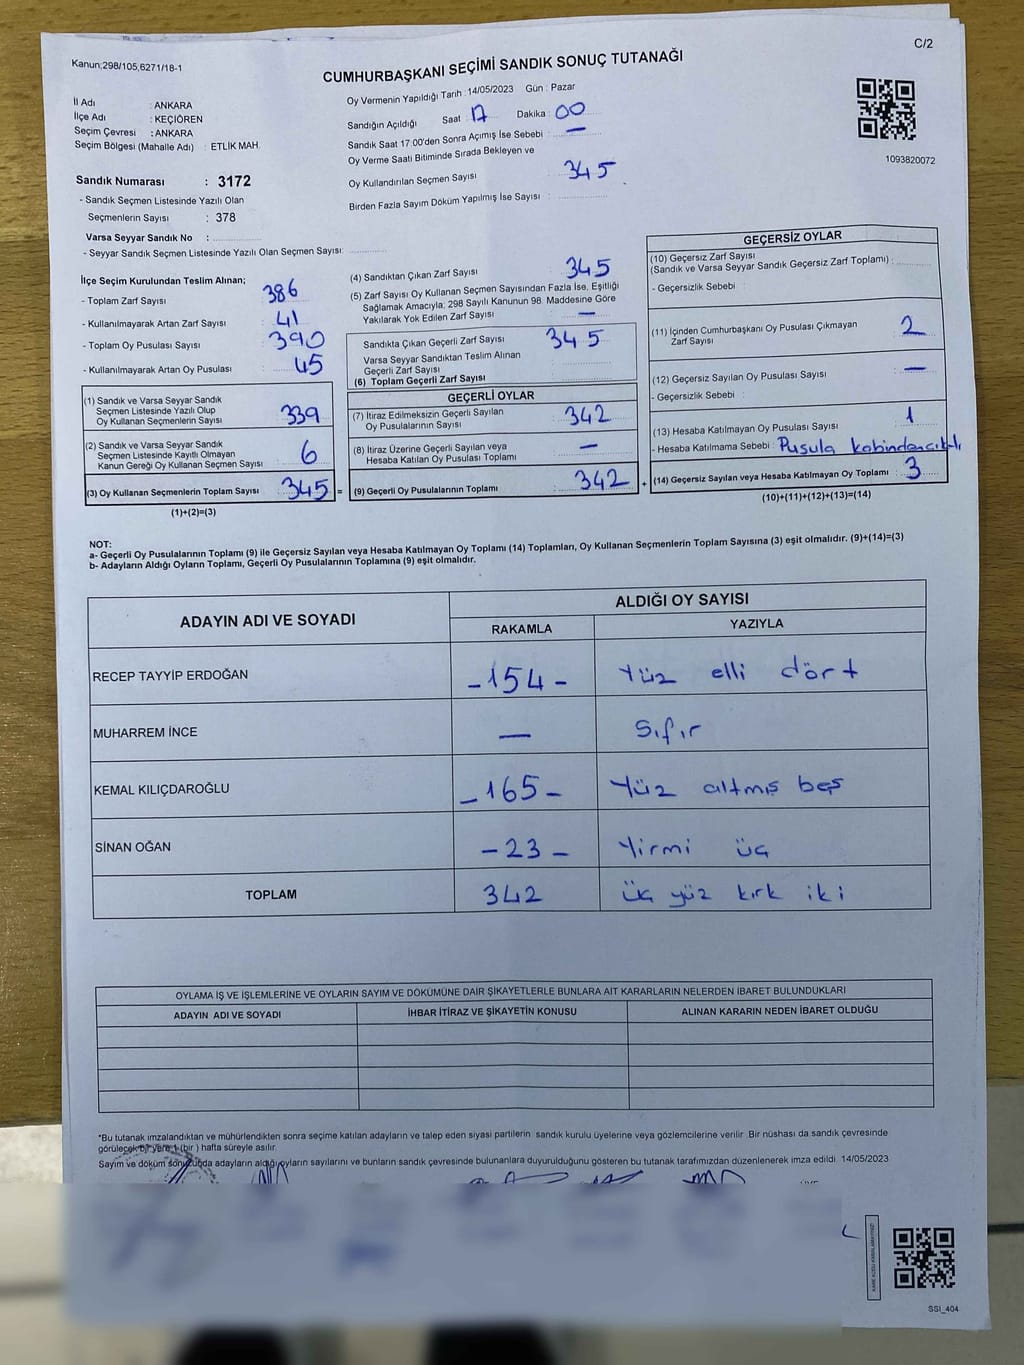 C/2
Kanun;298/105,6271/18-1
CUMHURBAŞKANI SEÇİMİ SANDIK SONUÇ TUTANAĞI
İl Adı : ANKARA
İlçe Adı : KEÇİÖREN
Seçim Çevresi : ANKARA
Seçim Bölgesi (Mahalle Adı) : ETLİK MAH.
Sandık Numarası : 3172
- Sandık Seçmen Listesinde Yazılı Olan
Seçmenlerin Sayısı : 378
Varsa Seyyar Sandık No :
- Seyyar Sandık Seçmen Listesinde Yazılı Olan Seçmen Sayısı:
Oy Vermenin Yapıldığı Tarih : 14/05/2023 Gün : Pazar
Sandığın Açıldığı Saat : 17 Dakika : 00
Sandık Saat 17:00'den Sonra Açımış İse Sebebi : —
Oy Verme Saati Bitiminde Sırada Bekleyen ve
Oy Kullandırılan Seçmen Sayısı : 345
Birden Fazla Sayım Döküm Yapılmış İse Sayısı :
1093820072
İlçe Seçim Kurulundan Teslim Alınan;
- Toplam Zarf Sayısı : 386
- Kullanılmayarak Artan Zarf Sayısı : 41
- Toplam Oy Pusulası Sayısı : 390
- Kullanılmayarak Artan Oy Pusulası : 45
(1) Sandık ve Varsa Seyyar Sandık
Seçmen Listesinde Yazılı Olup
Oy Kullanan Seçmenlerin Sayısı : 339
(2) Sandık ve Varsa Seyyar Sandık
Seçmen Listesinde Kayıtlı Olmayan
Kanun Gereği Oy Kullanan Seçmen Sayısı : 6
(3) Oy Kullanan Seçmenlerin Toplam Sayısı : 345 =
(1)+(2)=(3)
(4) Sandıktan Çıkan Zarf Sayısı : 345
(5) Zarf Sayısı Oy Kullanan Seçmen Sayısından Fazla İse, Eşitliği
Sağlamak Amacıyla; 298 Sayılı Kanunun 98. Maddesine Göre
Yakılarak Yok Edilen Zarf Sayısı : —
Sandıkta Çıkan Geçerli Zarf Sayısı : 345
Varsa Seyyar Sandıktan Teslim Alınan
Geçerli Zarf Sayısı :
(6) Toplam Geçerli Zarf Sayısı :
GEÇERLİ OYLAR
(7) İtiraz Edilmeksizin Geçerli Sayılan
Oy Pusulalarının Sayısı : 342
(8) İtiraz Üzerine Geçerli Sayılan veya
Hesaba Katılan Oy Pusulası Toplamı : —
(9) Geçerli Oy Pusulalarının Toplamı : 342 +
GEÇERSİZ OYLAR
(10) Geçersiz Zarf Sayısı
(Sandık ve Varsa Seyyar Sandık Geçersiz Zarf Toplamı) :
- Geçersizlik Sebebi :
(11) İçinden Cumhurbaşkanı Oy Pusulası Çıkmayan
Zarf Sayısı : 2
(12) Geçersiz Sayılan Oy Pusulası Sayısı : —
- Geçersizlik Sebebi :
(13) Hesaba Katılmayan Oy Pusulası Sayısı : 1
- Hesaba Katılmama Sebebi : Pusula kabinden çıktı
(14) Geçersiz Sayılan veya Hesaba Katılmayan Oy Toplamı : 3
(10)+(11)+(12)+(13)=(14)
NOT:
a- Geçerli Oy Pusulalarının Toplamı (9) ile Geçersiz Sayılan veya Hesaba Katılmayan Oy Toplamı (14) Toplamları, Oy Kullanan Seçmenlerin Toplam Sayısına (3) eşit olmalıdır. (9)+(14)=(3)
b- Adayların Aldığı Oyların Toplamı, Geçerli Oy Pusulalarının Toplamına (9) eşit olmalıdır.
ADAYIN ADI VE SOYADI ALDIĞI OY SAYISI
RAKAMLA YAZIYLA
RECEP TAYYİP ERDOĞAN -154- Yüz elli dört
MUHARREM İNCE — Sıfır
KEMAL KILIÇDAROĞLU -165- Yüz altmış beş
SİNAN OĞAN -23- Yirmi üç
TOPLAM 342 üç yüz kırk iki
OYLAMA İŞ VE İŞLEMLERİNE VE OYLARIN SAYIM VE DÖKÜMÜNE DAİR ŞİKAYETLERLE BUNLARA AİT KARARLARIN NELERDEN İBARET BULUNDUKLARI
ADAYIN ADI VE SOYADI İHBAR İTİRAZ VE ŞİKAYETİN KONUSU ALINAN KARARIN NEDEN İBARET OLDUĞU
*Bu tutanak imzalandıktan ve mühürlendikten sonra seçime katılan adayların ve talep eden siyasi partilerin sandık kurulu üyelerine veya gözlemcilerine verilir. Bir nüshası da sandık çevresinde
görülecek bir yere 1 (bir) hafta süreyle asılır.
Sayım ve döküm sonucunda adayların aldığı oyların sayılarını ve bunların sandık çevresinde bulunanlara duyurulduğunu gösteren bu tutanak tarafımızdan düzenlenerek imza edildi. 14/05/2023
SSI_404